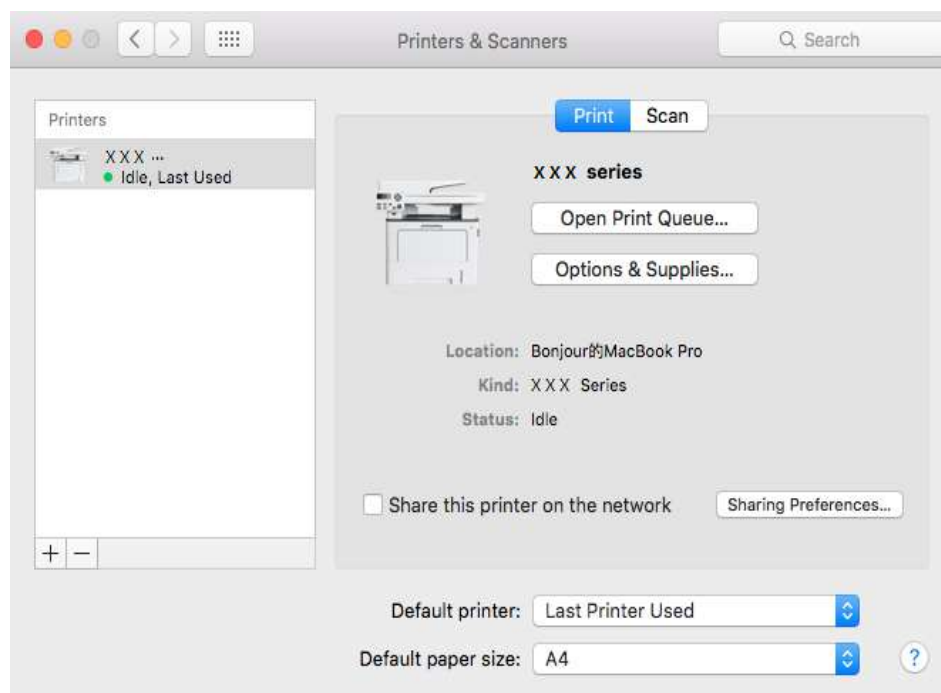 Printers & Scanners
Search
Printers
XXX ...
Idle, Last Used
Print Scan
XXX series
Open Print Queue...
Options & Supplies...
Location: Bonjour的MacBook Pro
Kind: XXX Series
Status: Idle
Share this printer on the network
Sharing Preferences...
+ −
Default printer: Last Printer Used
Default paper size: A4
?